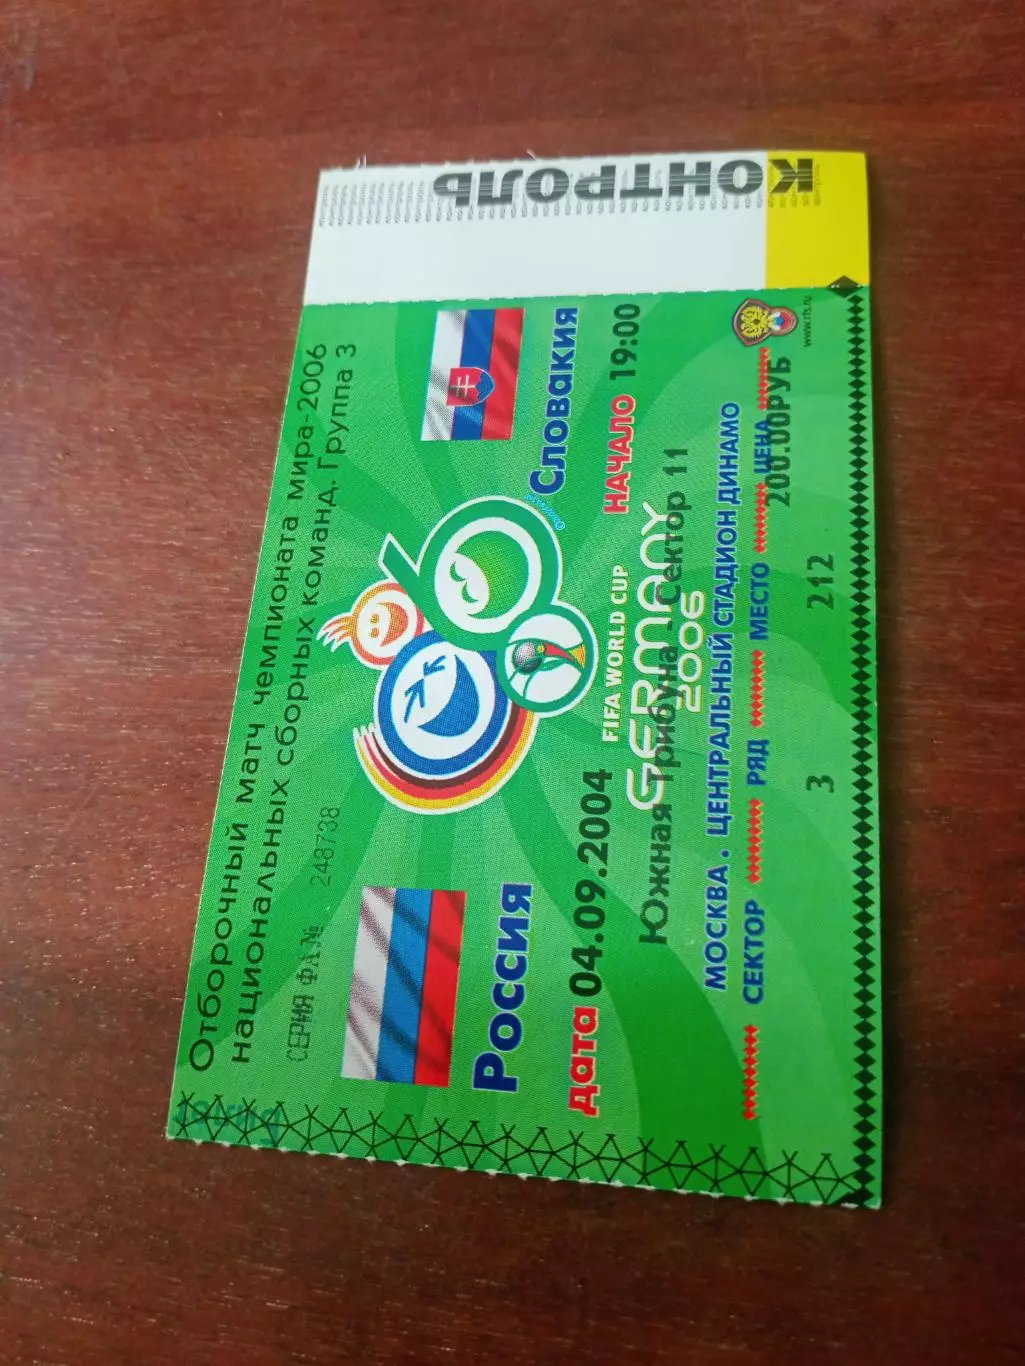 КОНТРОЛЬ
Отборочный матч чемпионата мира-2006
национальных сборных команд. Группа 3
СЕРИЯ ФА № 248738
Россия
Словакия
дата 04.09.2004
НАЧАЛО 19:00
FIFA WORLD CUP
GERMANY
2006
Южная Трибуна - Сектор 11
МОСКВА. ЦЕНТРАЛЬНЫЙ СТАДИОН ДИНАМО
СЕКТОР РЯД МЕСТО ЦЕНА
3 212 200.00РУБ
www.rfs.ru